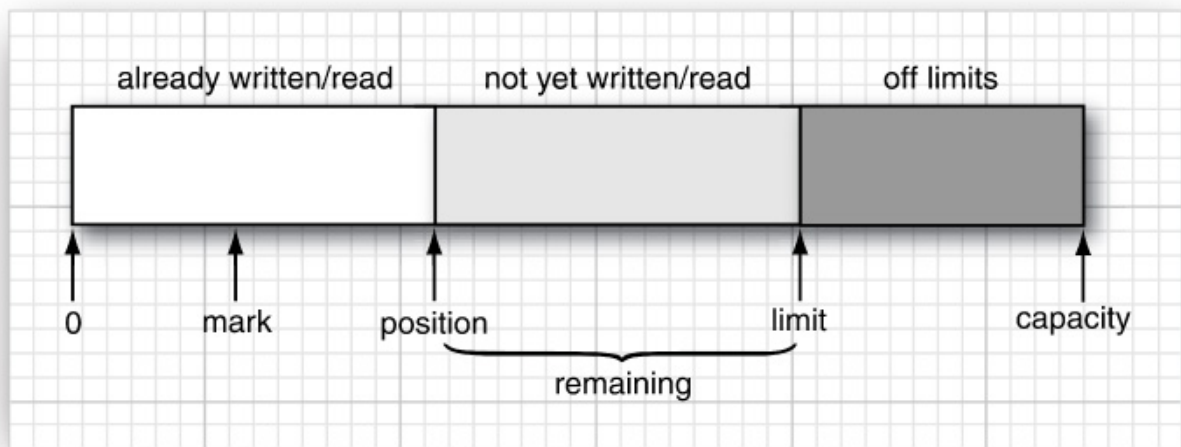 already written/read
not yet written/read
off limits
0
mark
position
limit
capacity
remaining